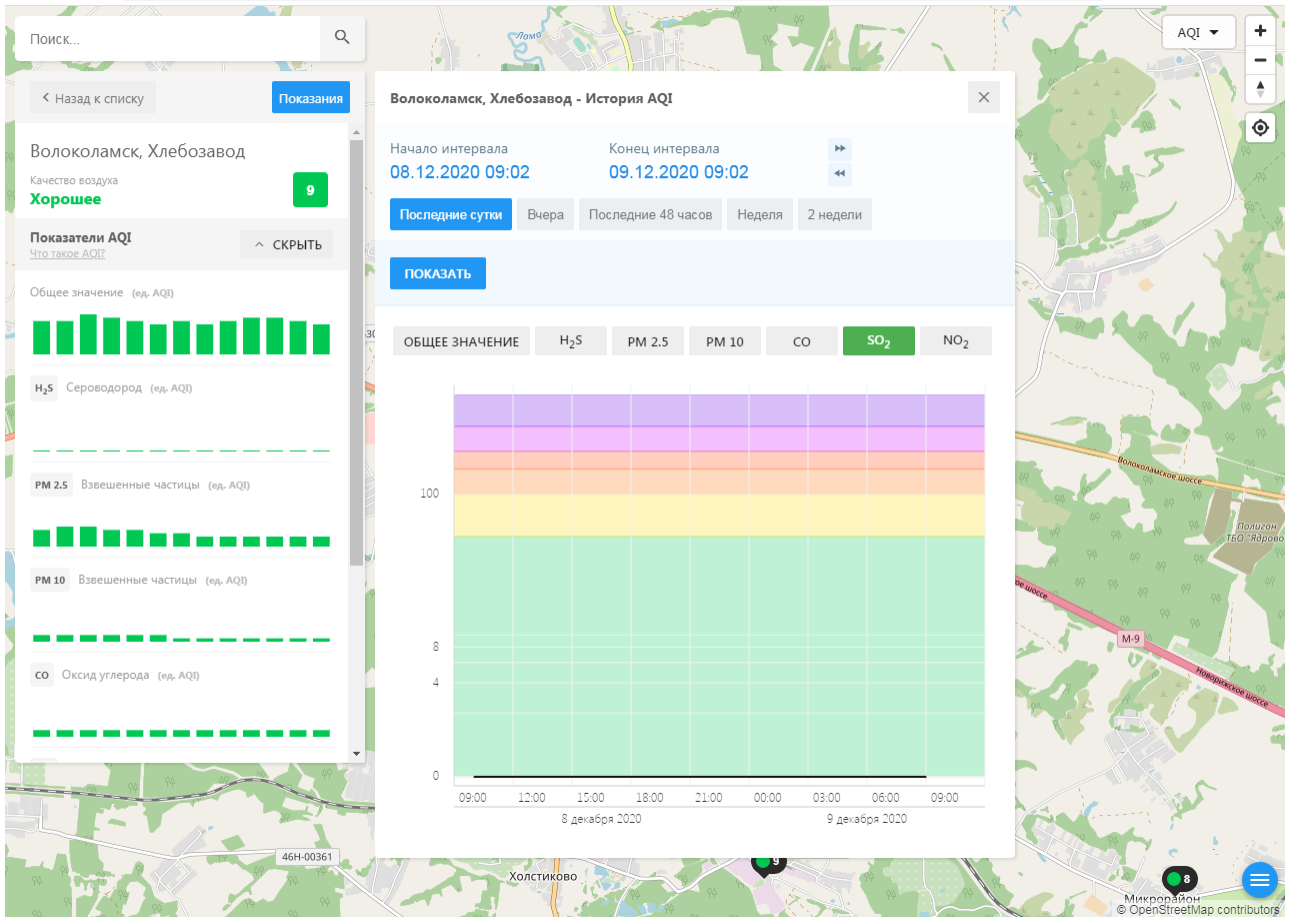 Поиск...
AQI
Ломо
Назад к списку
Показания
Волоколамск, Хлебозавод
Качество воздуха
Хорошее
9
Показатели AQI
Что такое AQI?
СКРЫТЬ
Общее значение (ед. AQI)
H2S Сероводород (ед. AQI)
PM 2.5 Взвешенные частицы (ед. AQI)
PM 10 Взвешенные частицы (ед. AQI)
CO Оксид углерода (ед. AQI)
Волоколамск, Хлебозавод - История AQI
Начало интервала
Конец интервала
08.12.2020 09:02
09.12.2020 09:02
Последние сутки
Вчера
Последние 48 часов
Неделя
2 недели
ПОКАЗАТЬ
ОБЩЕЕ ЗНАЧЕНИЕ
H2S
PM 2.5
PM 10
CO
SO2
NO2
100
8
4
0
09:00 12:00 15:00 18:00 21:00 00:00 03:00 06:00 09:00
8 декабря 2020
9 декабря 2020
Волоколамское шоссе
Полигон
ТБО "Ядрово
ое шоссе
М-9
Новорижское шоссе
46Н-00361
Холстиково
9
8
Микрорайон
© OpenStreetMap contributors